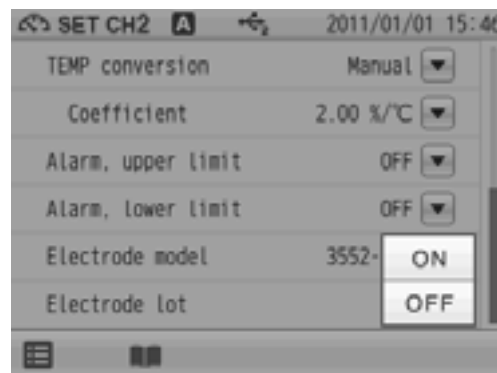 SET CH2 A 2011/01/01 15:46
TEMP conversion Manual
Coefficient 2.00 %/℃
Alarm, upper limit OFF
Alarm, lower limit OFF
Electrode model 3552-
ON
Electrode lot
OFF